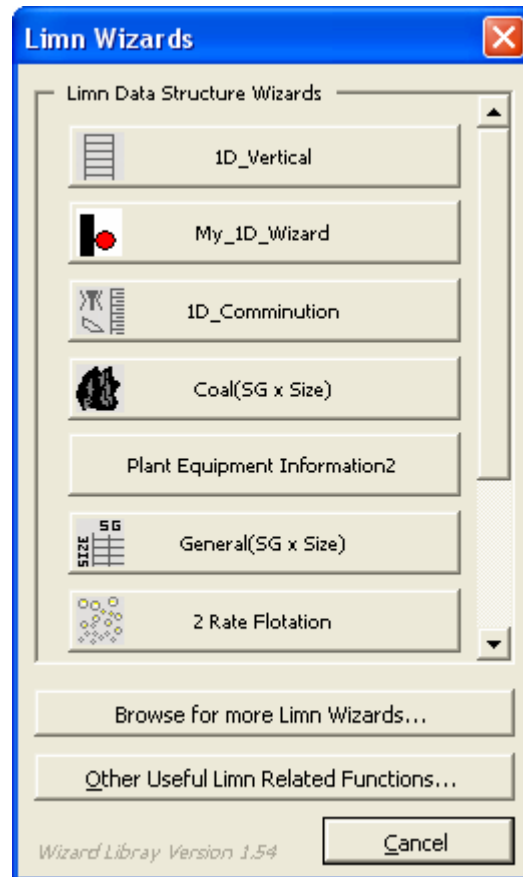 Limn Wizards
Limn Data Structure Wizards
1D_Vertical
My_1D_Wizard
1D_Comminution
Coal(SG x Size)
Plant Equipment Information2
SG
SIZE
General(SG x Size)
2 Rate Flotation
Browse for more Limn Wizards...
Other Useful Limn Related Functions...
Wizard Libray Version 1.54
Cancel